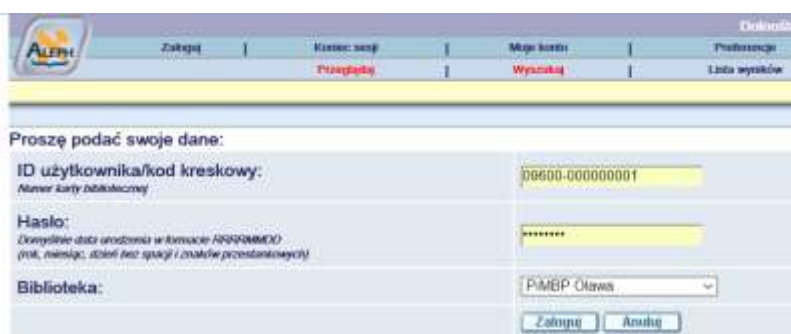 Dolnoślą
ALEPH
Zaloguj | Koniec sesji | Moje konto | Preferencje
Przeglądaj | Wyszukaj | Lista wyników
Proszę podać swoje dane:
ID użytkownika/kod kreskowy:
09600-000000001
Numer karty bibliotecznej
Hasło:
••••••••
Domyślnie data urodzenia w formacie RRRRMMDD
(rok, miesiąc, dzień bez spacji i znaków przestankowych)
Biblioteka:
PiMBP Oława
Zaloguj
Anuluj